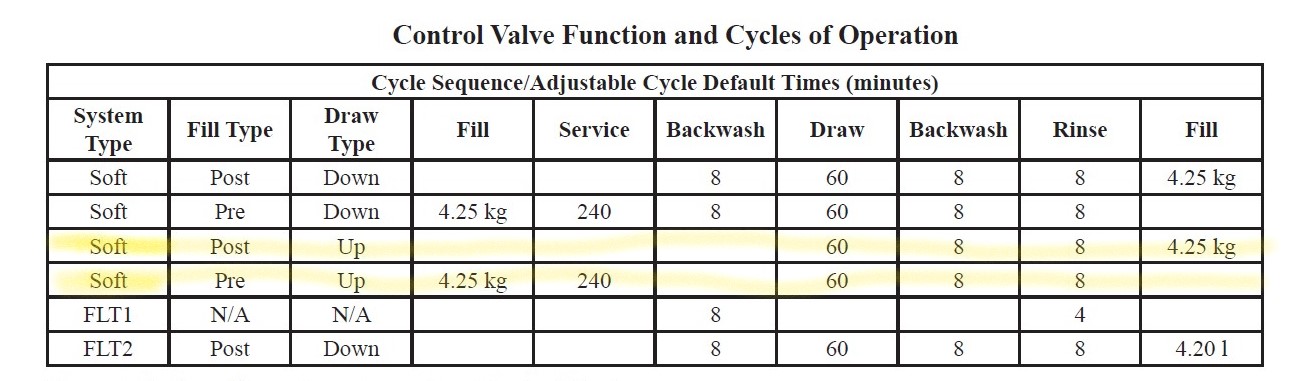 Control Valve Function and Cycles of Operation
Cycle Sequence/Adjustable Cycle Default Times (minutes)
System Type Fill Type Draw Type Fill Service Backwash Draw Backwash Rinse Fill
Soft Post Down 8 60 8 8 4.25 kg
Soft Pre Down 4.25 kg 240 8 60 8 8
Soft Post Up 60 8 8 4.25 kg
Soft Pre Up 4.25 kg 240 60 8 8
FLT1 N/A N/A 8 4
FLT2 Post Down 8 60 8 8 4.20 l